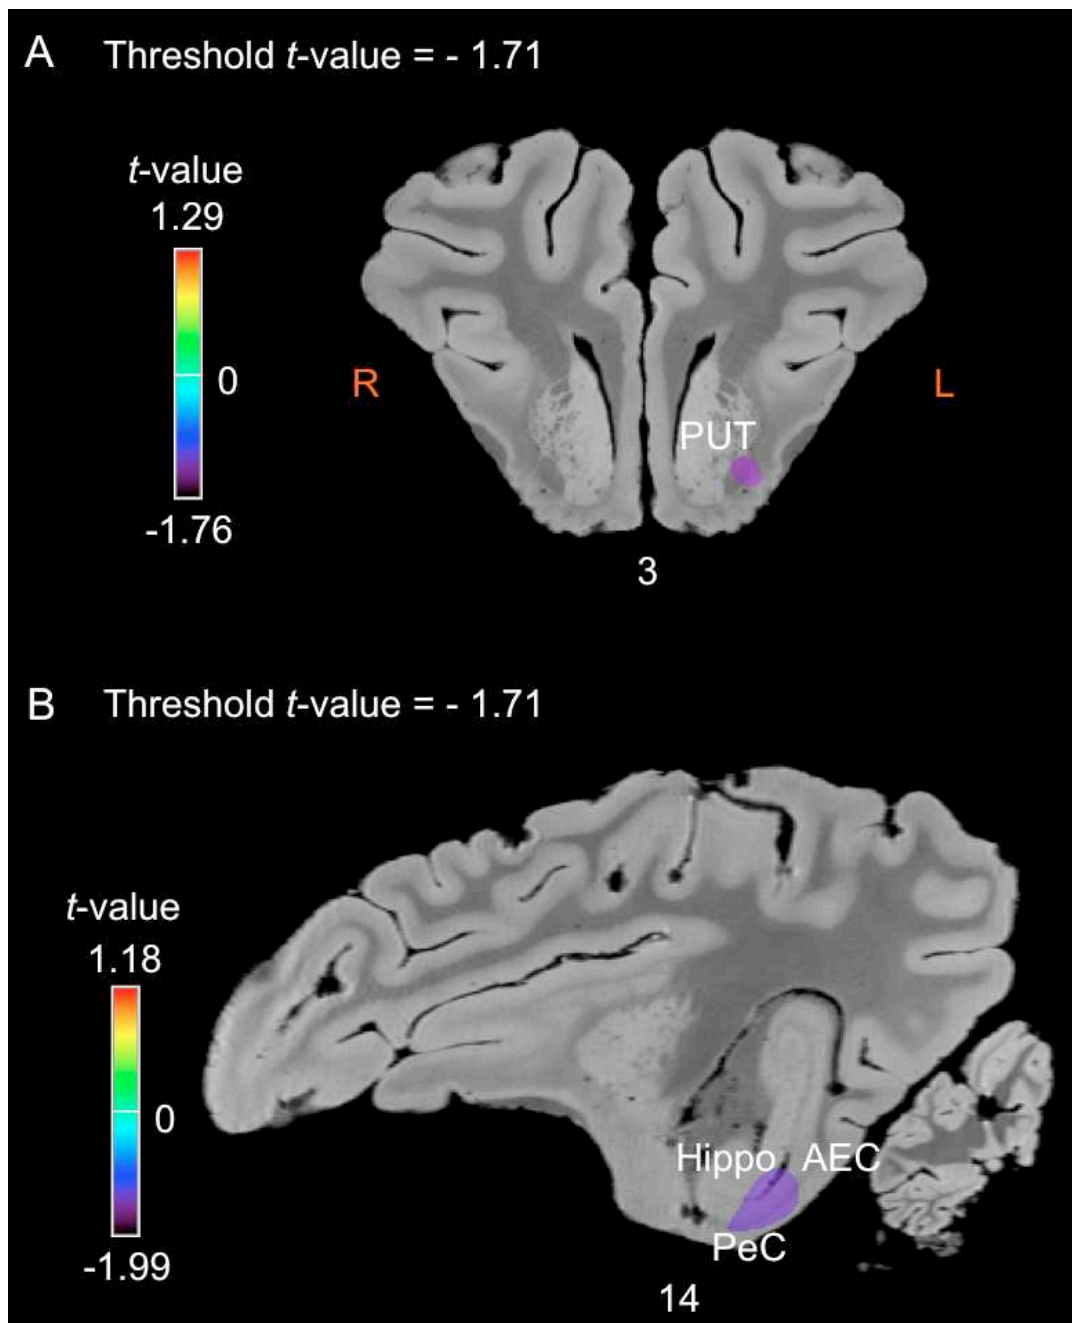 A Threshold t-value = - 1.71
t-value
1.29
0
-1.76
R
L
PUT
3
B Threshold t-value = - 1.71
t-value
1.18
0
-1.99
Hippo AEC
PeC
14